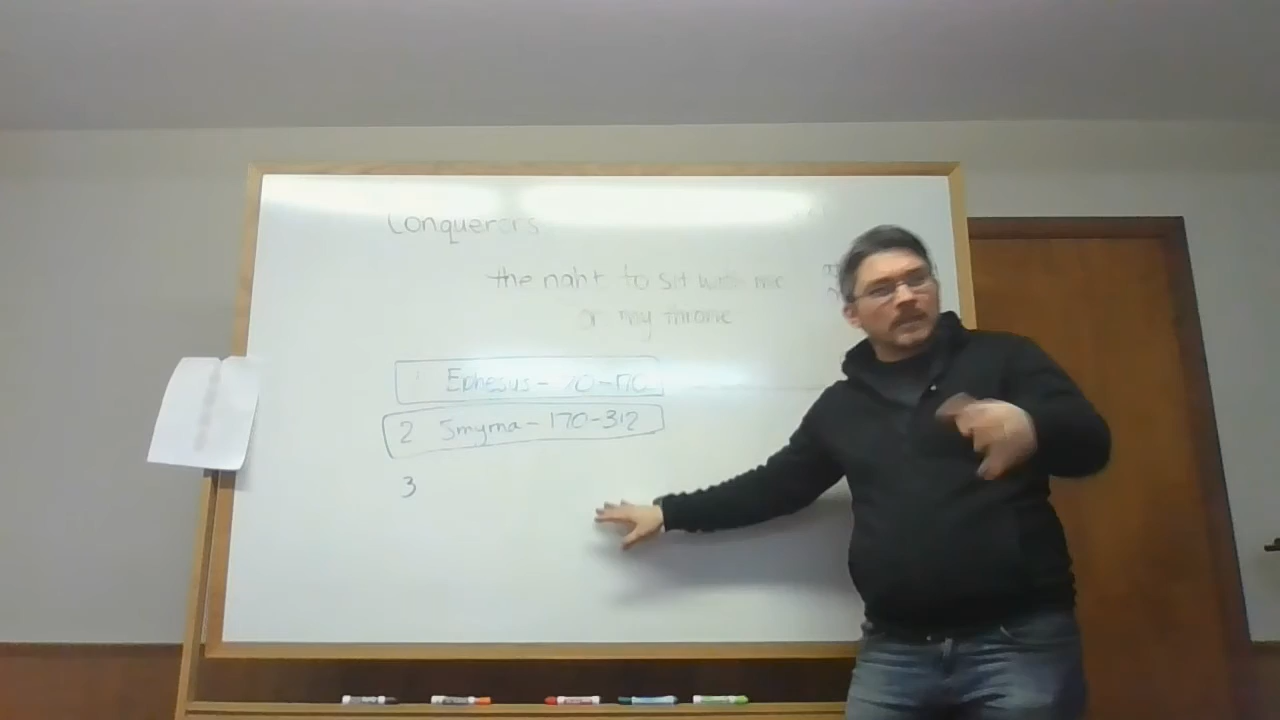 Conquerors
the right to sit with me
on my throne
1 Ephesus - 70-170
2 Smyrna - 170-312
3